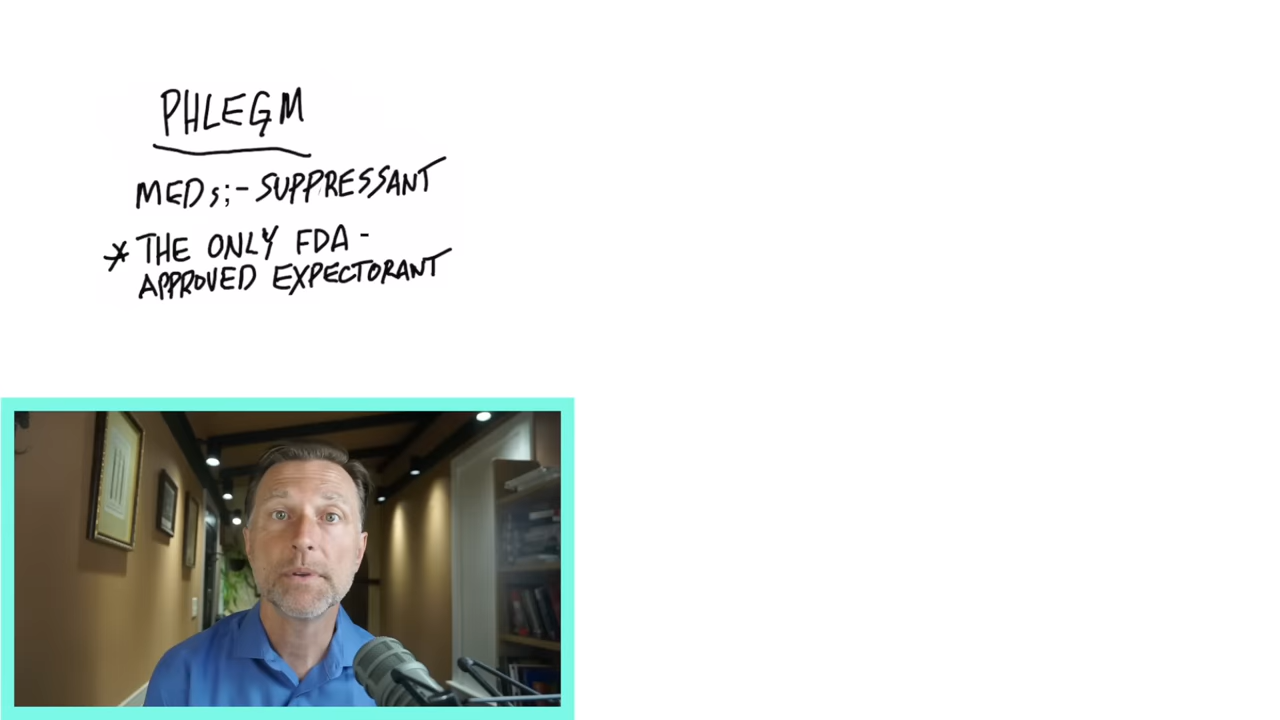 PHLEGM
MEDs;- SUPPRESSANT
* THE ONLY FDA-
APPROVED EXPECTORANT